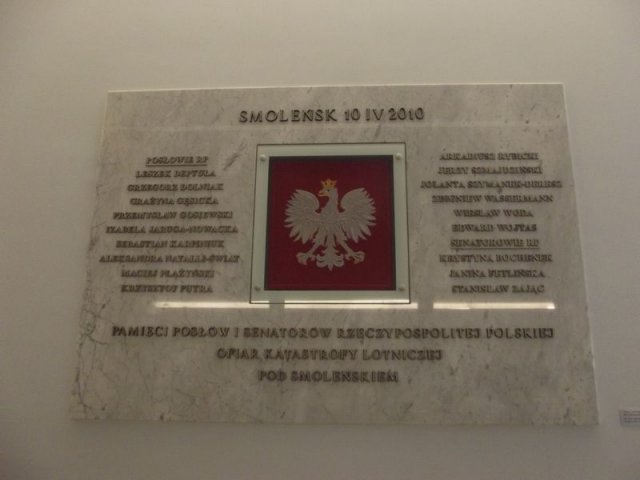 SMOLEŃSK 10 IV 2010
POSŁOWIE RP
LESZEK DEPTUŁA
GRZEGORZ DOLNIAK
GRAŻYNA GĘSICKA
PRZEMYSŁAW GOSIEWSKI
IZABELA JARUGA-NOWACKA
SEBASTIAN KARPINIUK
ALEKSANDRA NATALLI-ŚWIAT
MACIEJ PŁAŻYŃSKI
KRZYSZTOF PUTRA
ARKADIUSZ RYBICKI
JERZY SZMAJDZIŃSKI
JOLANTA SZYMANEK-DERESZ
ZBIGNIEW WASSERMANN
WIESŁAW WODA
EDWARD WOJTAS
SENATOROWIE RP
KRYSTYNA BOCHENEK
JANINA FETLIŃSKA
STANISŁAW ZAJĄC
PAMIĘCI POSŁÓW I SENATORÓW RZECZYPOSPOLITEJ POLSKIEJ
OFIAR KATASTROFY LOTNICZEJ
POD SMOLEŃSKIEM